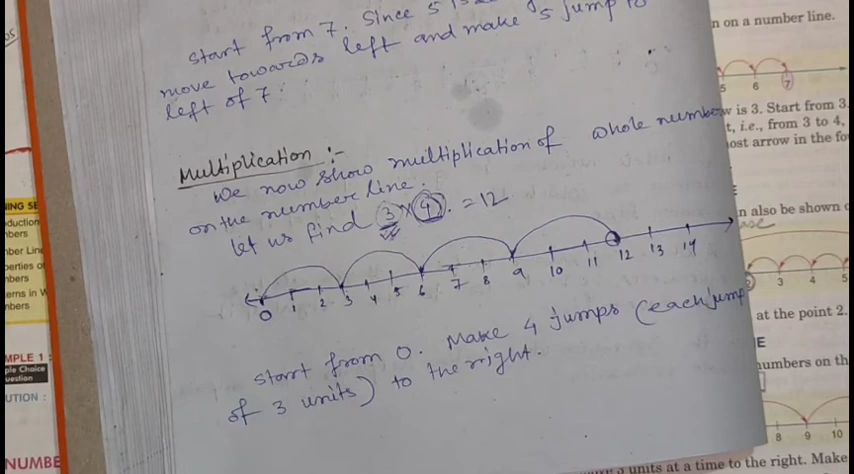 start from 7. Since 5
move towards left and make 5 jump to
left of 7.
Multiplication :-
We now show multiplication of whole number
on the number line.
let us find 3 × 4 . = 12
0 1 2 3 4 5 6 7 8 9 10 11 12 13 14
start from 0. Make 4 jumps (each jump
of 3 units) to the right.
n on a number line.
5 6 7
w is 3. Start from 3.
t, i.e., from 3 to 4,
ost arrow in the fo
E
n also be shown
2 3 4 5
at the point 2.
E
numbers on th
8 9 10
3 units at a time to the right. Make
ING SE
duction
bers
ber Line
perties of
bers
erns in W
bers
MPLE 1
ple Choice
uestion
UTION :
NUMBE